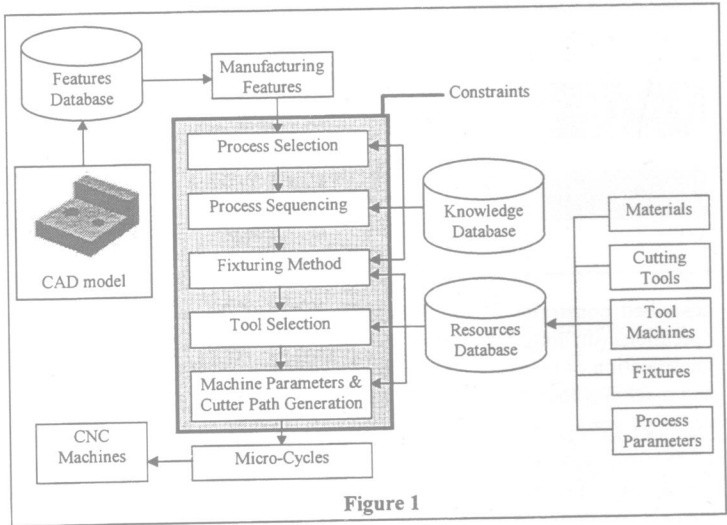 Features
Database
Manufacturing
Features
Constraints
Process Selection
Process Sequencing
Knowledge
Database
Materials
CAD model
Fixturing Method
Cutting
Tools
Tool Selection
Resources
Database
Tool
Machines
Machine Parameters &
Cutter Path Generation
Fixtures
Process
Parameters
CNC
Machines
Micro-Cycles
Figure 1